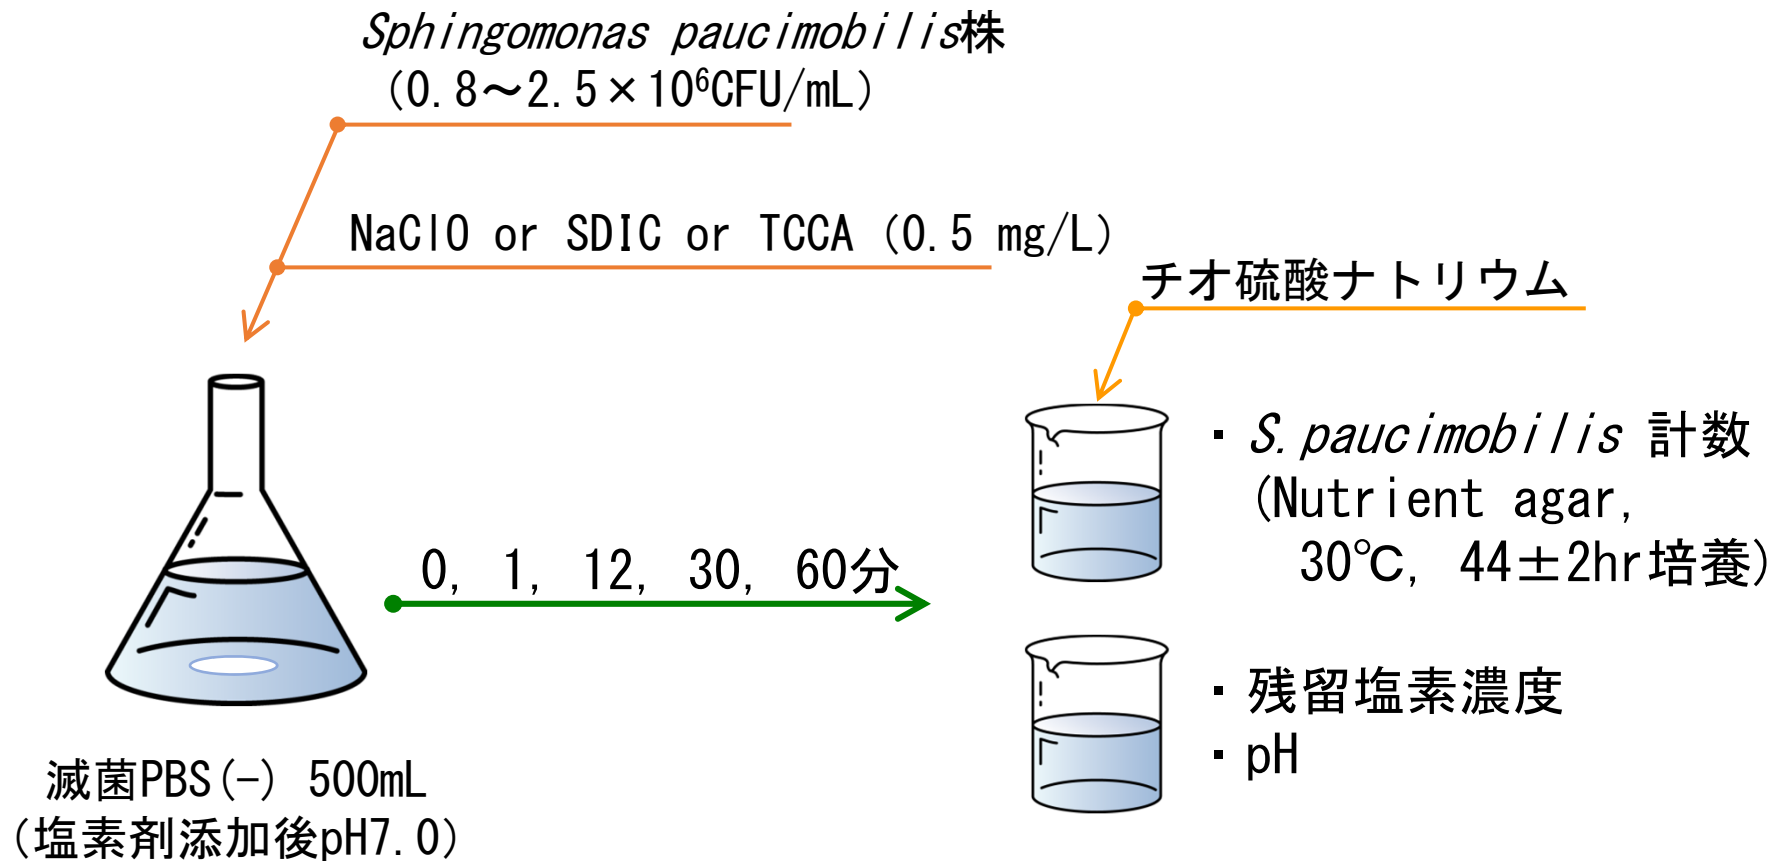 Sphingomonas paucimobilis株
(0.8～2.5×10⁶CFU/mL)
NaClO or SDIC or TCCA (0.5 mg/L)
チオ硫酸ナトリウム
・S.paucimobilis 計数
(Nutrient agar,
30℃, 44±2hr培養)
0, 1, 12, 30, 60分
・残留塩素濃度
・pH
滅菌PBS(-) 500mL
(塩素剤添加後pH7.0)